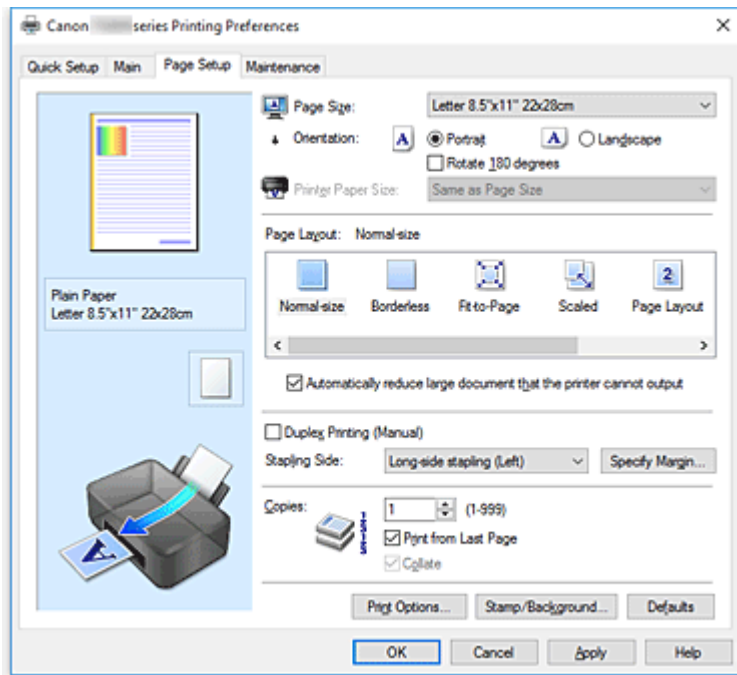 Canon series Printing Preferences
Quick Setup Main Page Setup Maintenance
Page Size: Letter 8.5"x11" 22x28cm
Orientation: A Portrait A Landscape
Rotate 180 degrees
Printer Paper Size: Same as Page Size
Page Layout: Normal-size
2
Normal-size Borderless Fit-to-Page Scaled Page Layout
Plain Paper
Letter 8.5"x11" 22x28cm
Automatically reduce large document that the printer cannot output
Duplex Printing (Manual)
Stapling Side: Long-side stapling (Left) Specify Margin...
Copies: 1 (1-999)
Print from Last Page
Collate
A
Print Options... Stamp/Background... Defaults
OK Cancel Apply Help